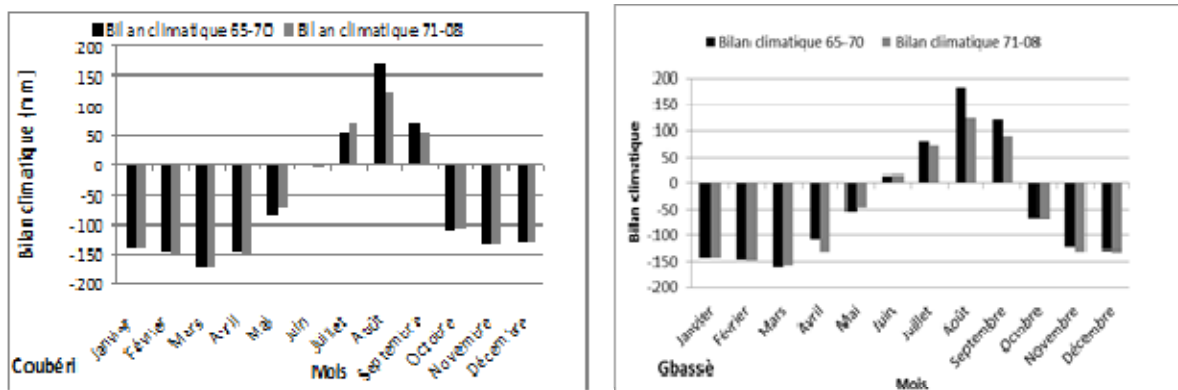 Bilan climatique 65-70 Bilan climatique 71-08
Bilan climatique (mm)
200
150
100
50
0
-50
-100
-150
-200
Janvier
Février
Mars
Avril
Mai
Juin
Juillet
Août
Septembre
Octobre
Novembre
Décembre
Coubéri
Mois
Bilan climatique 65-70 Bilan climatique 71-08
Bilan climatique
200
150
100
50
0
-50
-100
-150
-200
Janvier
Février
Mars
Avril
Mai
Juin
Juillet
Août
Septembre
Octobre
Novembre
Décembre
Gbassè
Mois